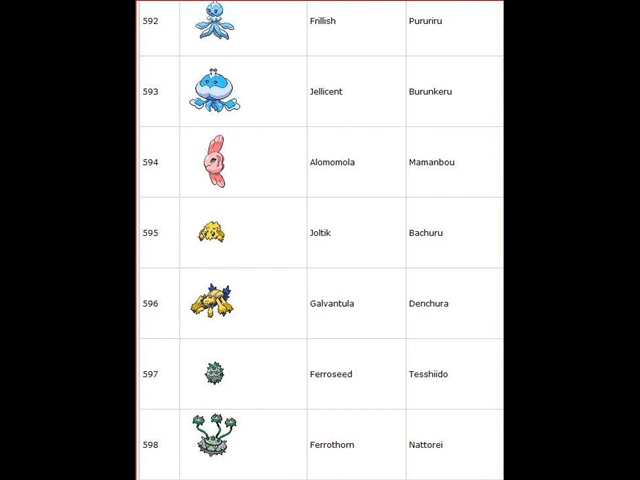 592 Frillish Pururiru
593 Jellicent Burunkeru
594 Alomomola Mamanbou
595 Joltik Bachuru
596 Galvantula Denchura
597 Ferroseed Tesshiido
598 Ferrothorn Nattorei